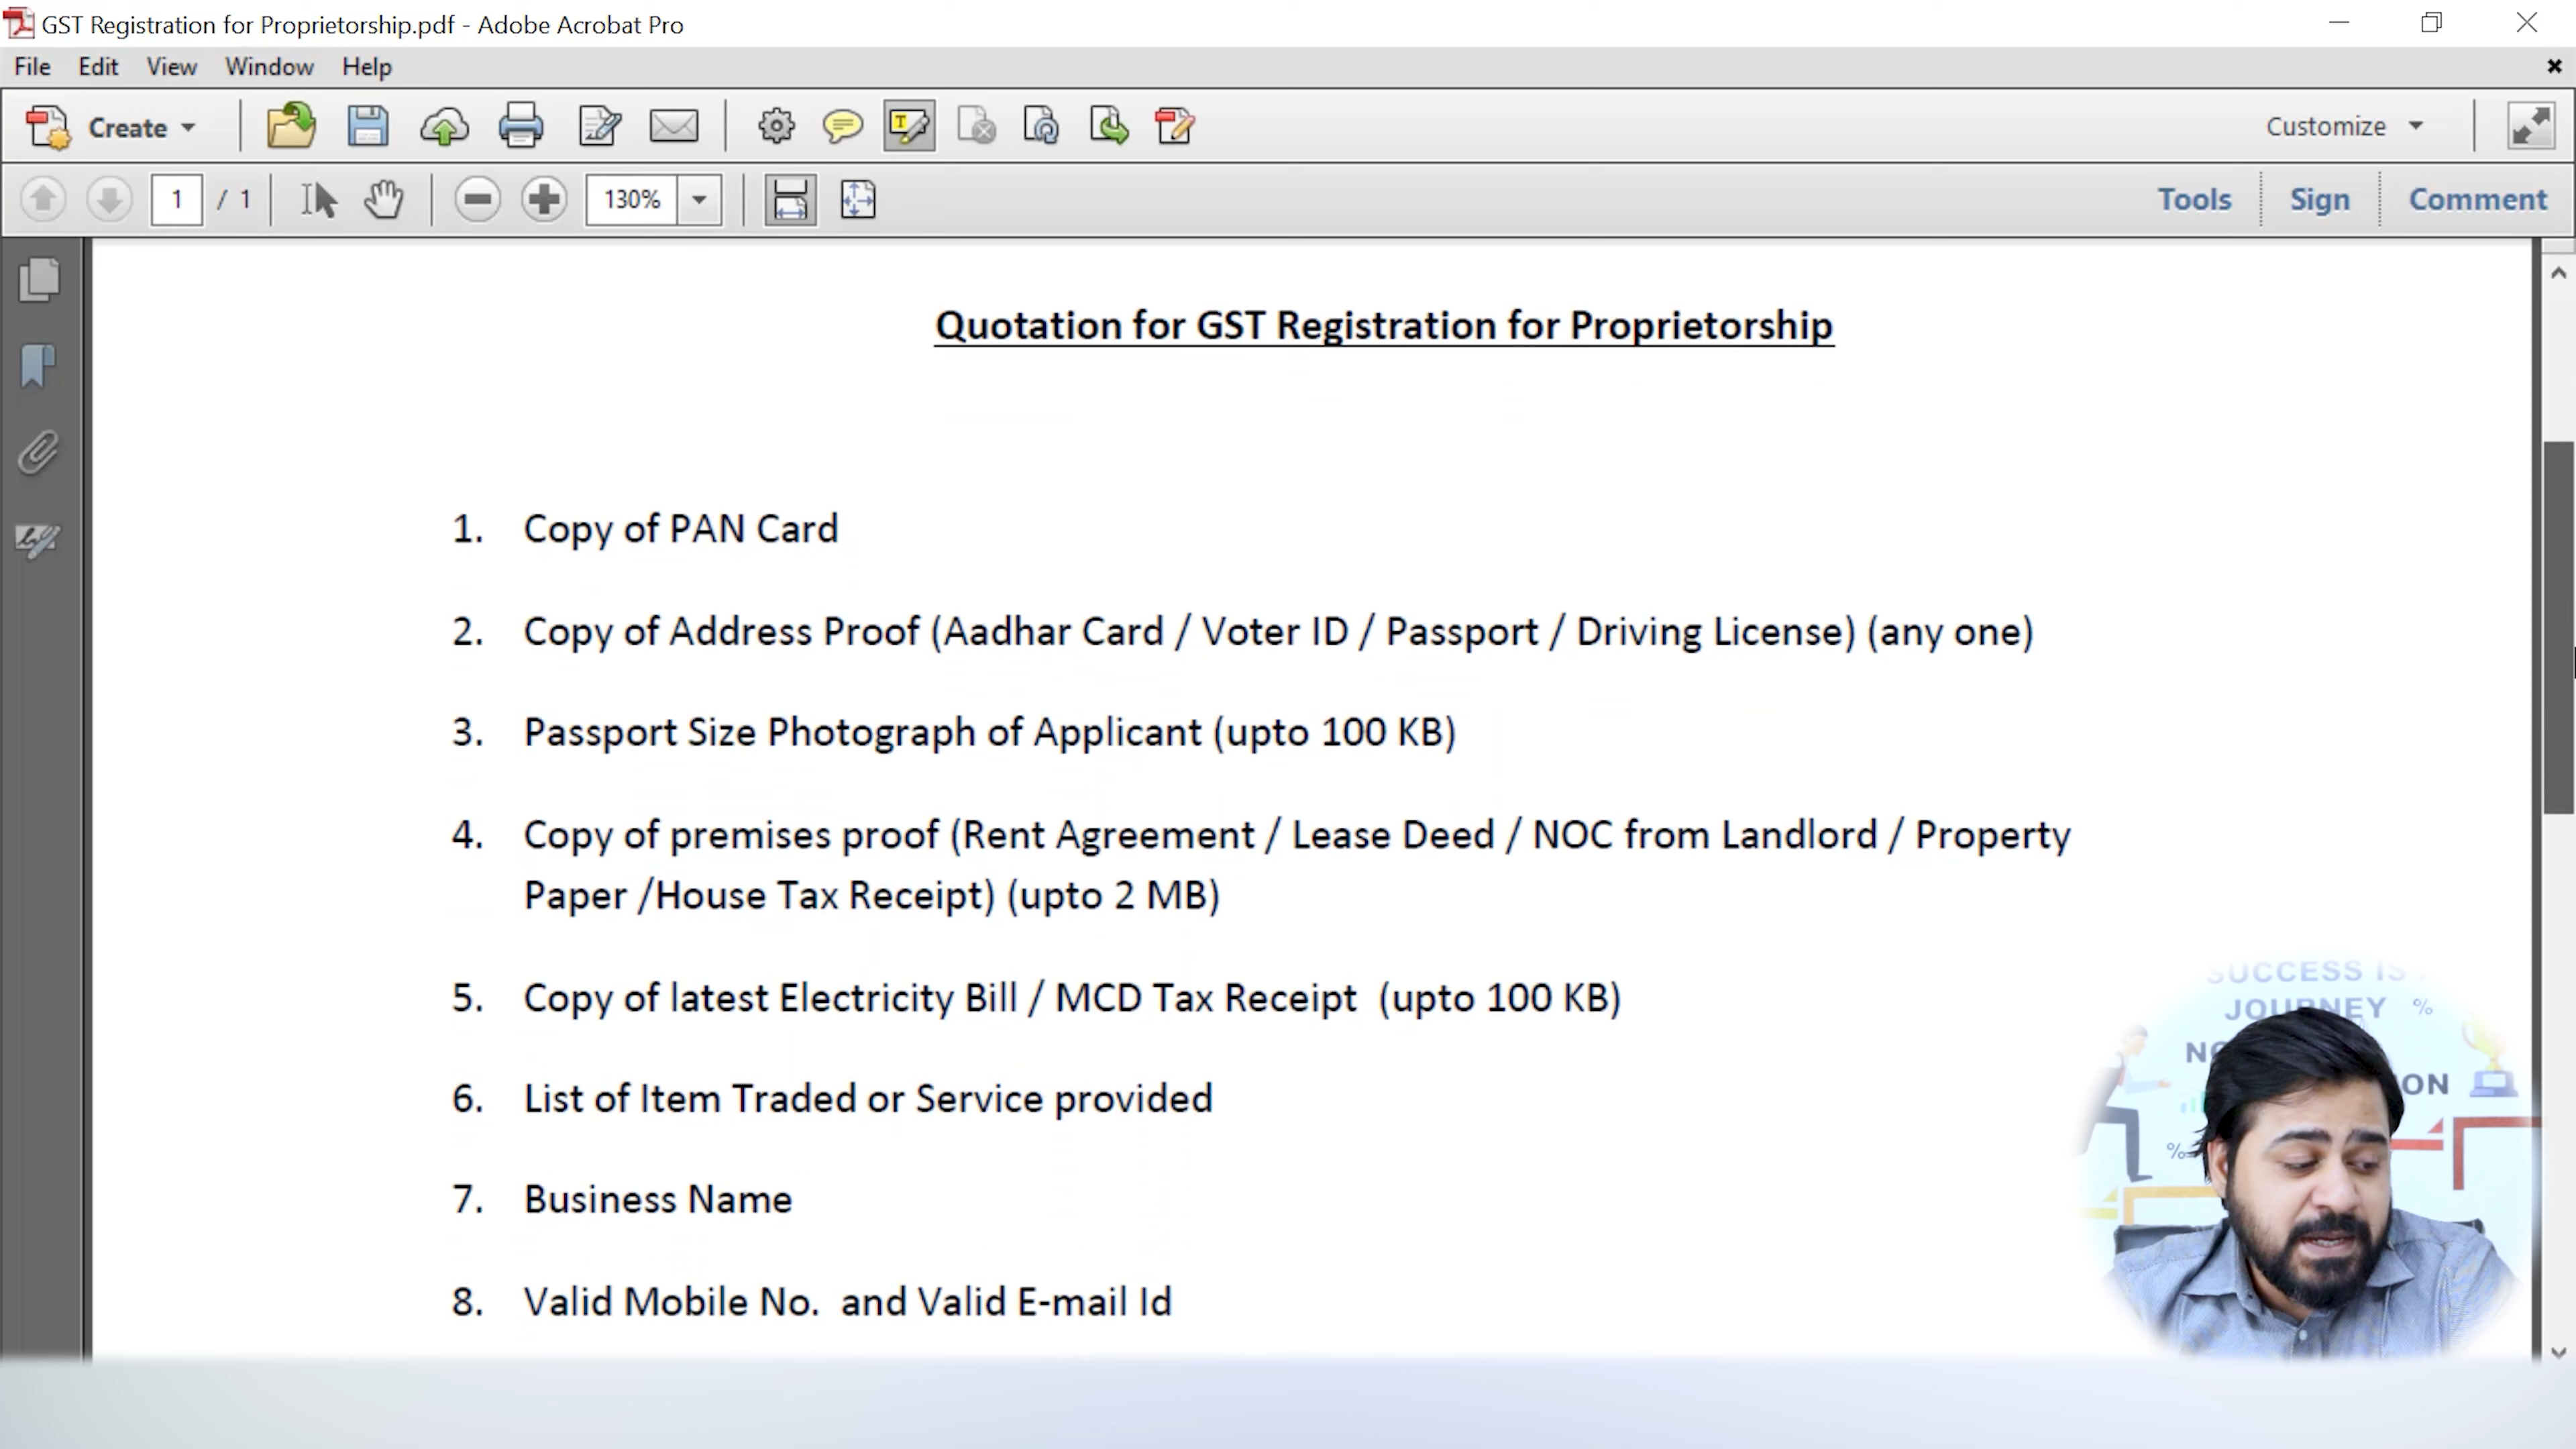 GST Registration for Proprietorship.pdf - Adobe Acrobat Pro
File Edit View Window Help
Create Customize
1 / 1 130% Tools Sign Comment
Quotation for GST Registration for Proprietorship
1. Copy of PAN Card
2. Copy of Address Proof (Aadhar Card / Voter ID / Passport / Driving License) (any one)
3. Passport Size Photograph of Applicant (upto 100 KB)
4. Copy of premises proof (Rent Agreement / Lease Deed / NOC from Landlord / Property
Paper /House Tax Receipt) (upto 2 MB)
5. Copy of latest Electricity Bill / MCD Tax Receipt (upto 100 KB)
6. List of Item Traded or Service provided
7. Business Name
8. Valid Mobile No. and Valid E-mail Id
SUCCESS IS
JOURNEY %
%